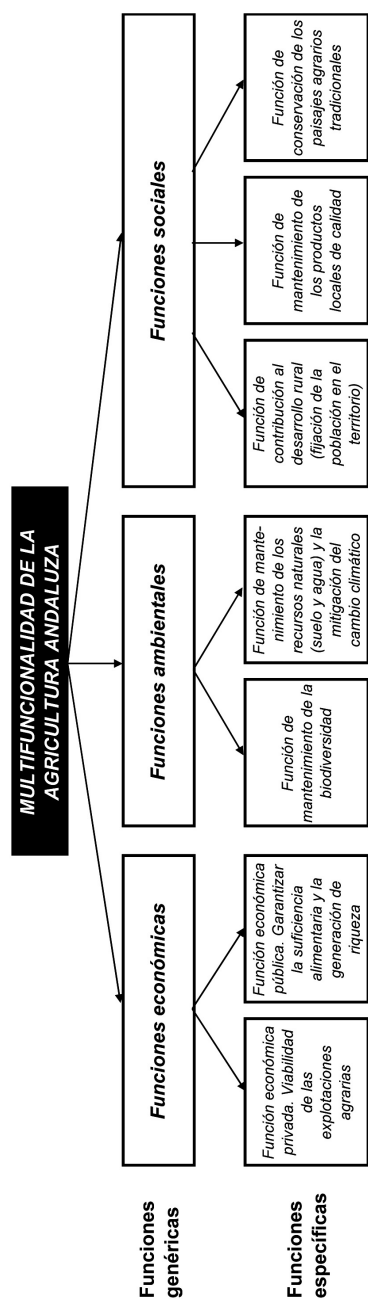 MULTIFUNCIONALIDAD DE LA
AGRICULTURA ANDALUZA
Funciones
genéricas
Funciones económicas
Funciones ambientales
Funciones sociales
Funciones
específicas
Función económica
privada. Viabilidad
de las
explotaciones
agrarias
Función económica
pública. Garantizar
la suficiencia
alimentaria y la
generación de
riqueza
Función de
mantenimiento de la
biodiversidad
Función de mante-
nimiento de los
recursos naturales
(suelo y agua) y la
mitigación del
cambio climático
Función de
contribución al
desarrollo rural
(fijación de la
población en el
territorio)
Función de
mantenimiento de
los productos
locales de calidad
Función de
conservación de los
paisajes agrarios
tradicionales